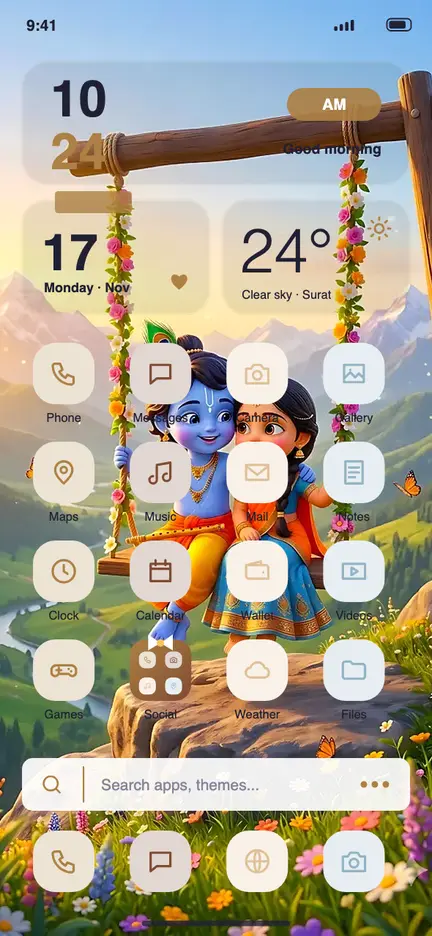 9:41
10
24
AM
Good morning
17
Monday · Nov
24°
Clear sky · Surat
Phone
Messages
Camera
Gallery
Maps
Music
Mail
Notes
Clock
Calendar
Wallet
Videos
Games
Social
Weather
Files
Search apps, themes...